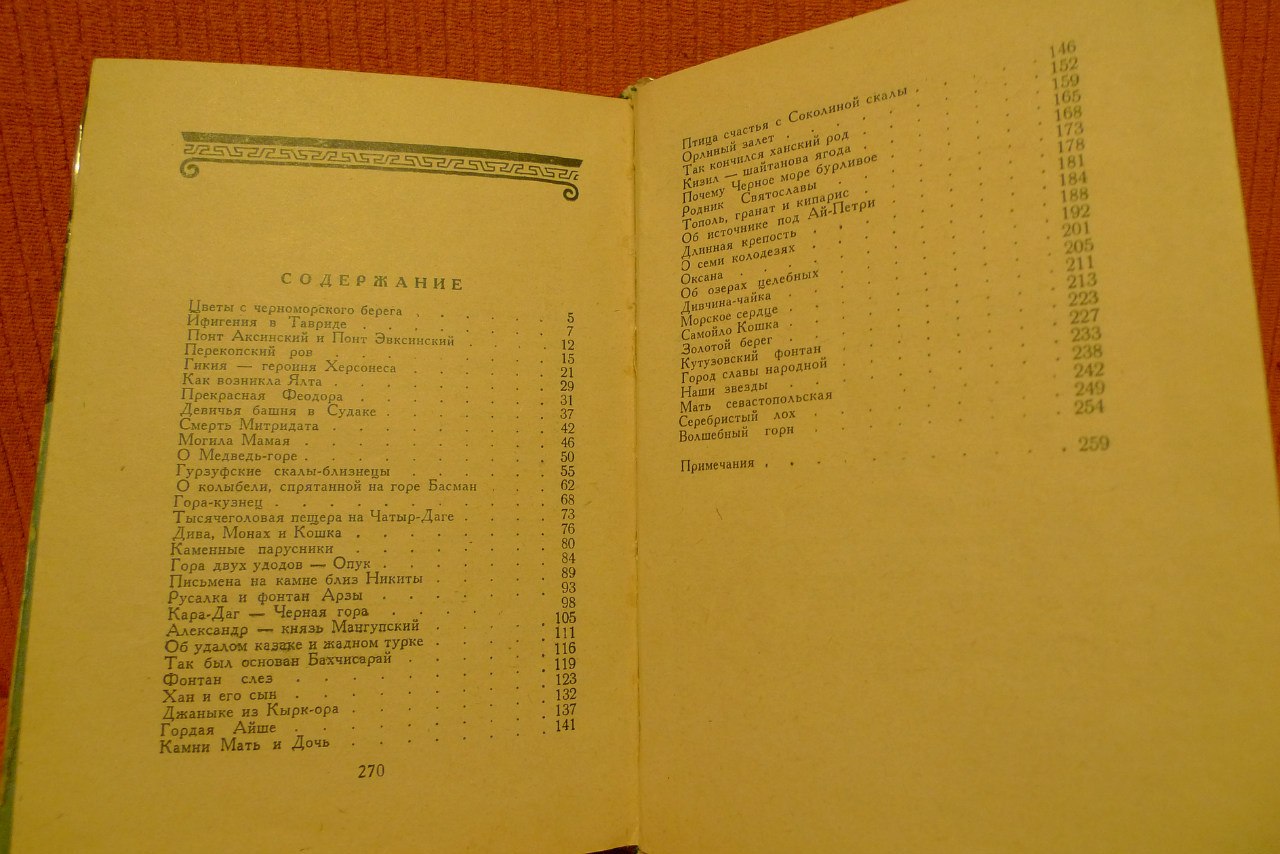 СОДЕРЖАНИЕ
Цветы с черноморского берега . . . . 5
Ифигения в Тавриде . . . . . 7
Понт Аксинский и Понт Эвксинский . . . 12
Перекопский ров . . . . . 15
Гикия — героиня Херсонеса . . . . 21
Как возникла Ялта . . . . . 29
Прекрасная Феодора . . . . . 31
Девичья башня в Судаке . . . . . 37
Смерть Митридата . . . . . 42
Могила Мамая . . . . . 46
О Медведь-горе . . . . . 50
Гурзуфские скалы-близнецы . . . . 55
О колыбели, спрятанной на горе Басман . . . 62
Гора-кузнец . . . . . 68
Тысячеголовая пещера на Чатыр-Даге . . . . 73
Дива, Монах и Кошка . . . . . 76
Каменные парусники . . . . . 80
Гора двух удодов — Опук . . . . . 84
Письмена на камне близ Никиты . . . . 89
Русалка и фонтан Арзы . . . . . 93
Кара-Даг — Черная гора . . . . 98
Александр — князь Мангупский . . . . 105
Об удалом казаке и жадном турке . . . . 111
Так был основан Бахчисарай . . . . 116
Фонтан слез . . . . . 119
Хан и его сын . . . . . 123
Джаныке из Кырк-ора . . . . . 132
Гордая Айше . . . . . 137
Камни Мать и Дочь . . . . . 141
270
Птица счастья с Соколиной скалы . . . . 146
Орлиный залет . . . . . 152
Так кончился ханский род . . . . . 159
Кизил — шайтанова ягода . . . . . 165
Почему Черное море бурливое . . . . . 168
Родник Святославы . . . . . 173
Тополь, гранат и кипарис . . . . . 178
Об источнике под Ай-Петри . . . . . 181
Длинная крепость . . . . . 184
О семи колодезях . . . . . 188
Оксана . . . . . 192
Об озерах целебных . . . . . 201
Дивчина-чайка . . . . . 205
Морское сердце . . . . . 211
Самойло Кошка . . . . . 213
Золотой берег . . . . . 223
Кутузовский фонтан . . . . . 227
Город славы народной . . . . . 233
Наши звезды . . . . . 238
Мать севастопольская . . . . . 242
Серебристый лох . . . . . 249
Волшебный горн . . . . . 254
Примечания . . . . . 259